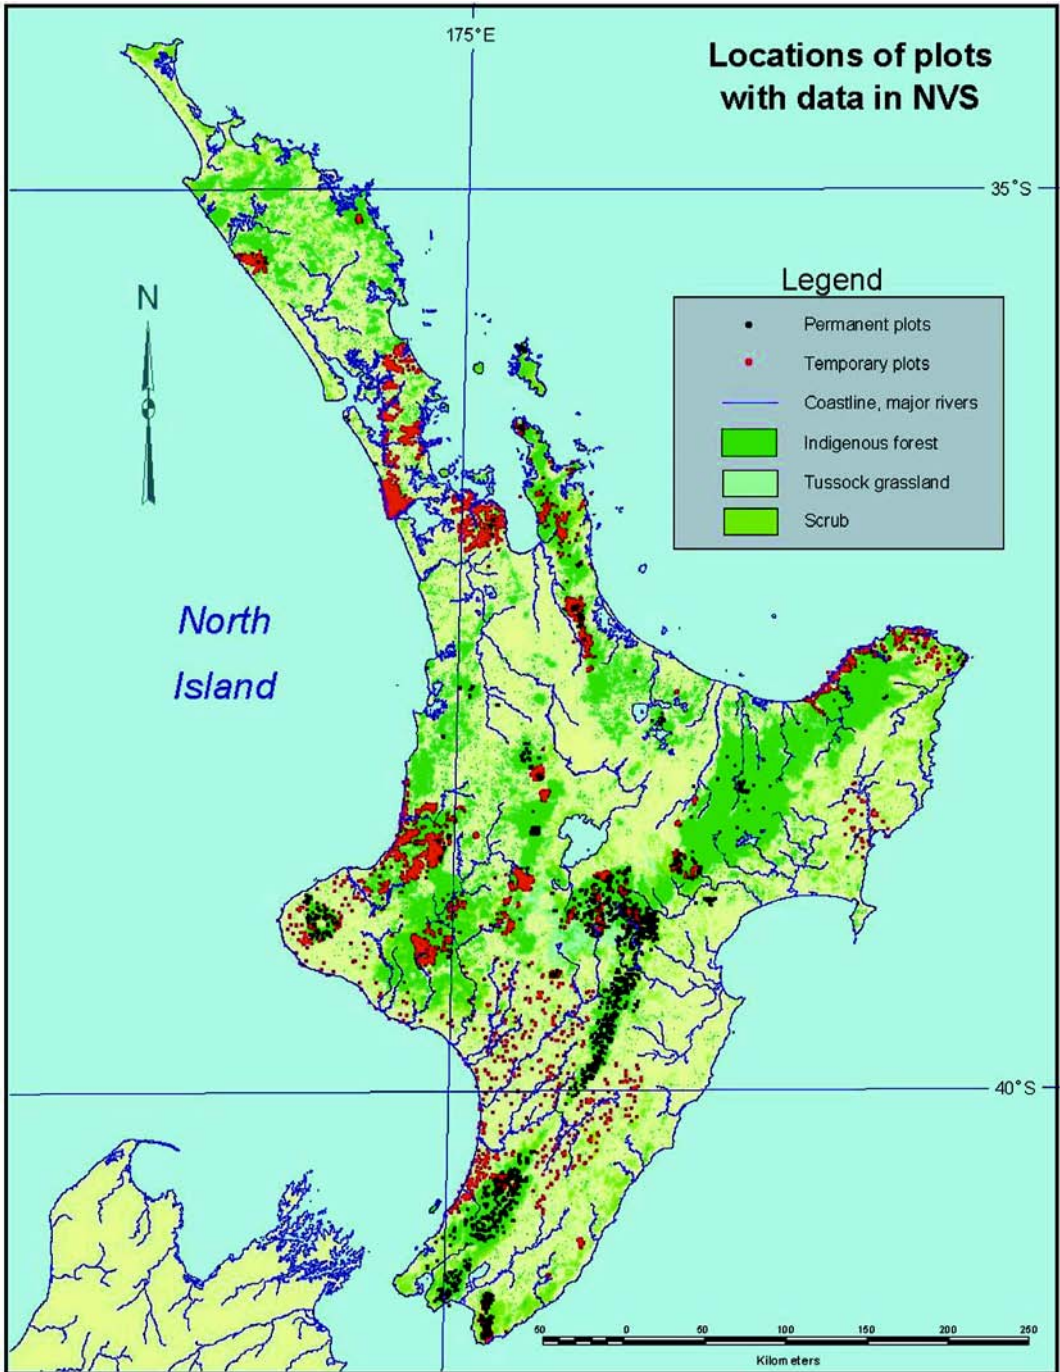 175°E
Locations of plots
with data in NVS
35°S
Legend
N
Permanent plots
Temporary plots
Coastline, major rivers
Indigenous forest
Tussock grassland
Scrub
North
Island
40°S
50 0 50 100 150 200 250
Kilometers